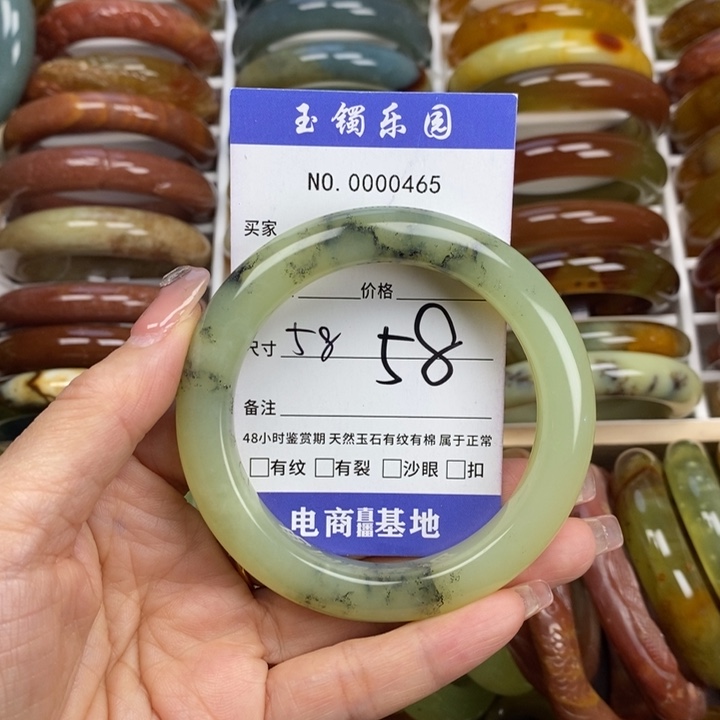 玉镯乐园
NO. 0000465
买家
价格
尺寸 58 58
备注
48小时鉴赏期 天然玉石有纹有棉 属于正常
□有纹 □有裂 □沙眼 □扣
电商直播基地